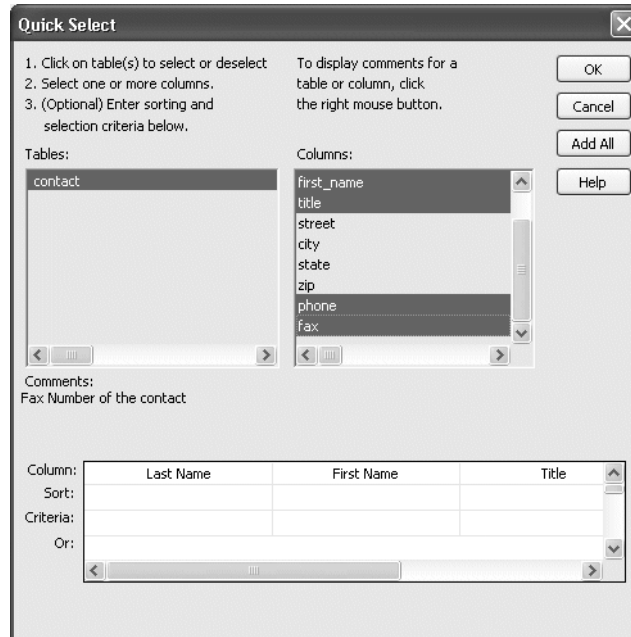 Quick Select
1. Click on table(s) to select or deselect
2. Select one or more columns.
3. (Optional) Enter sorting and
selection criteria below.
To display comments for a
table or column, click
the right mouse button.
OK
Cancel
Add All
Help
Tables:
contact
Columns:
first_name
title
street
city
state
zip
phone
fax
Comments:
Fax Number of the contact
Column: Last Name First Name Title
Sort:
Criteria:
Or: